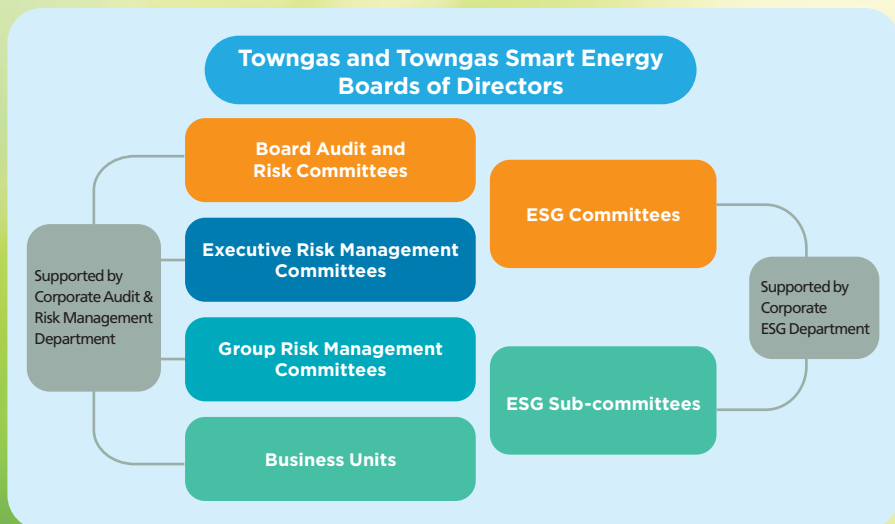 Towngas and Towngas Smart Energy
Boards of Directors
Board Audit and
Risk Committees
Executive Risk Management
Committees
Group Risk Management
Committees
Business Units
Supported by
Corporate Audit &
Risk Management
Department
ESG Committees
ESG Sub-committees
Supported by
Corporate
ESG Department